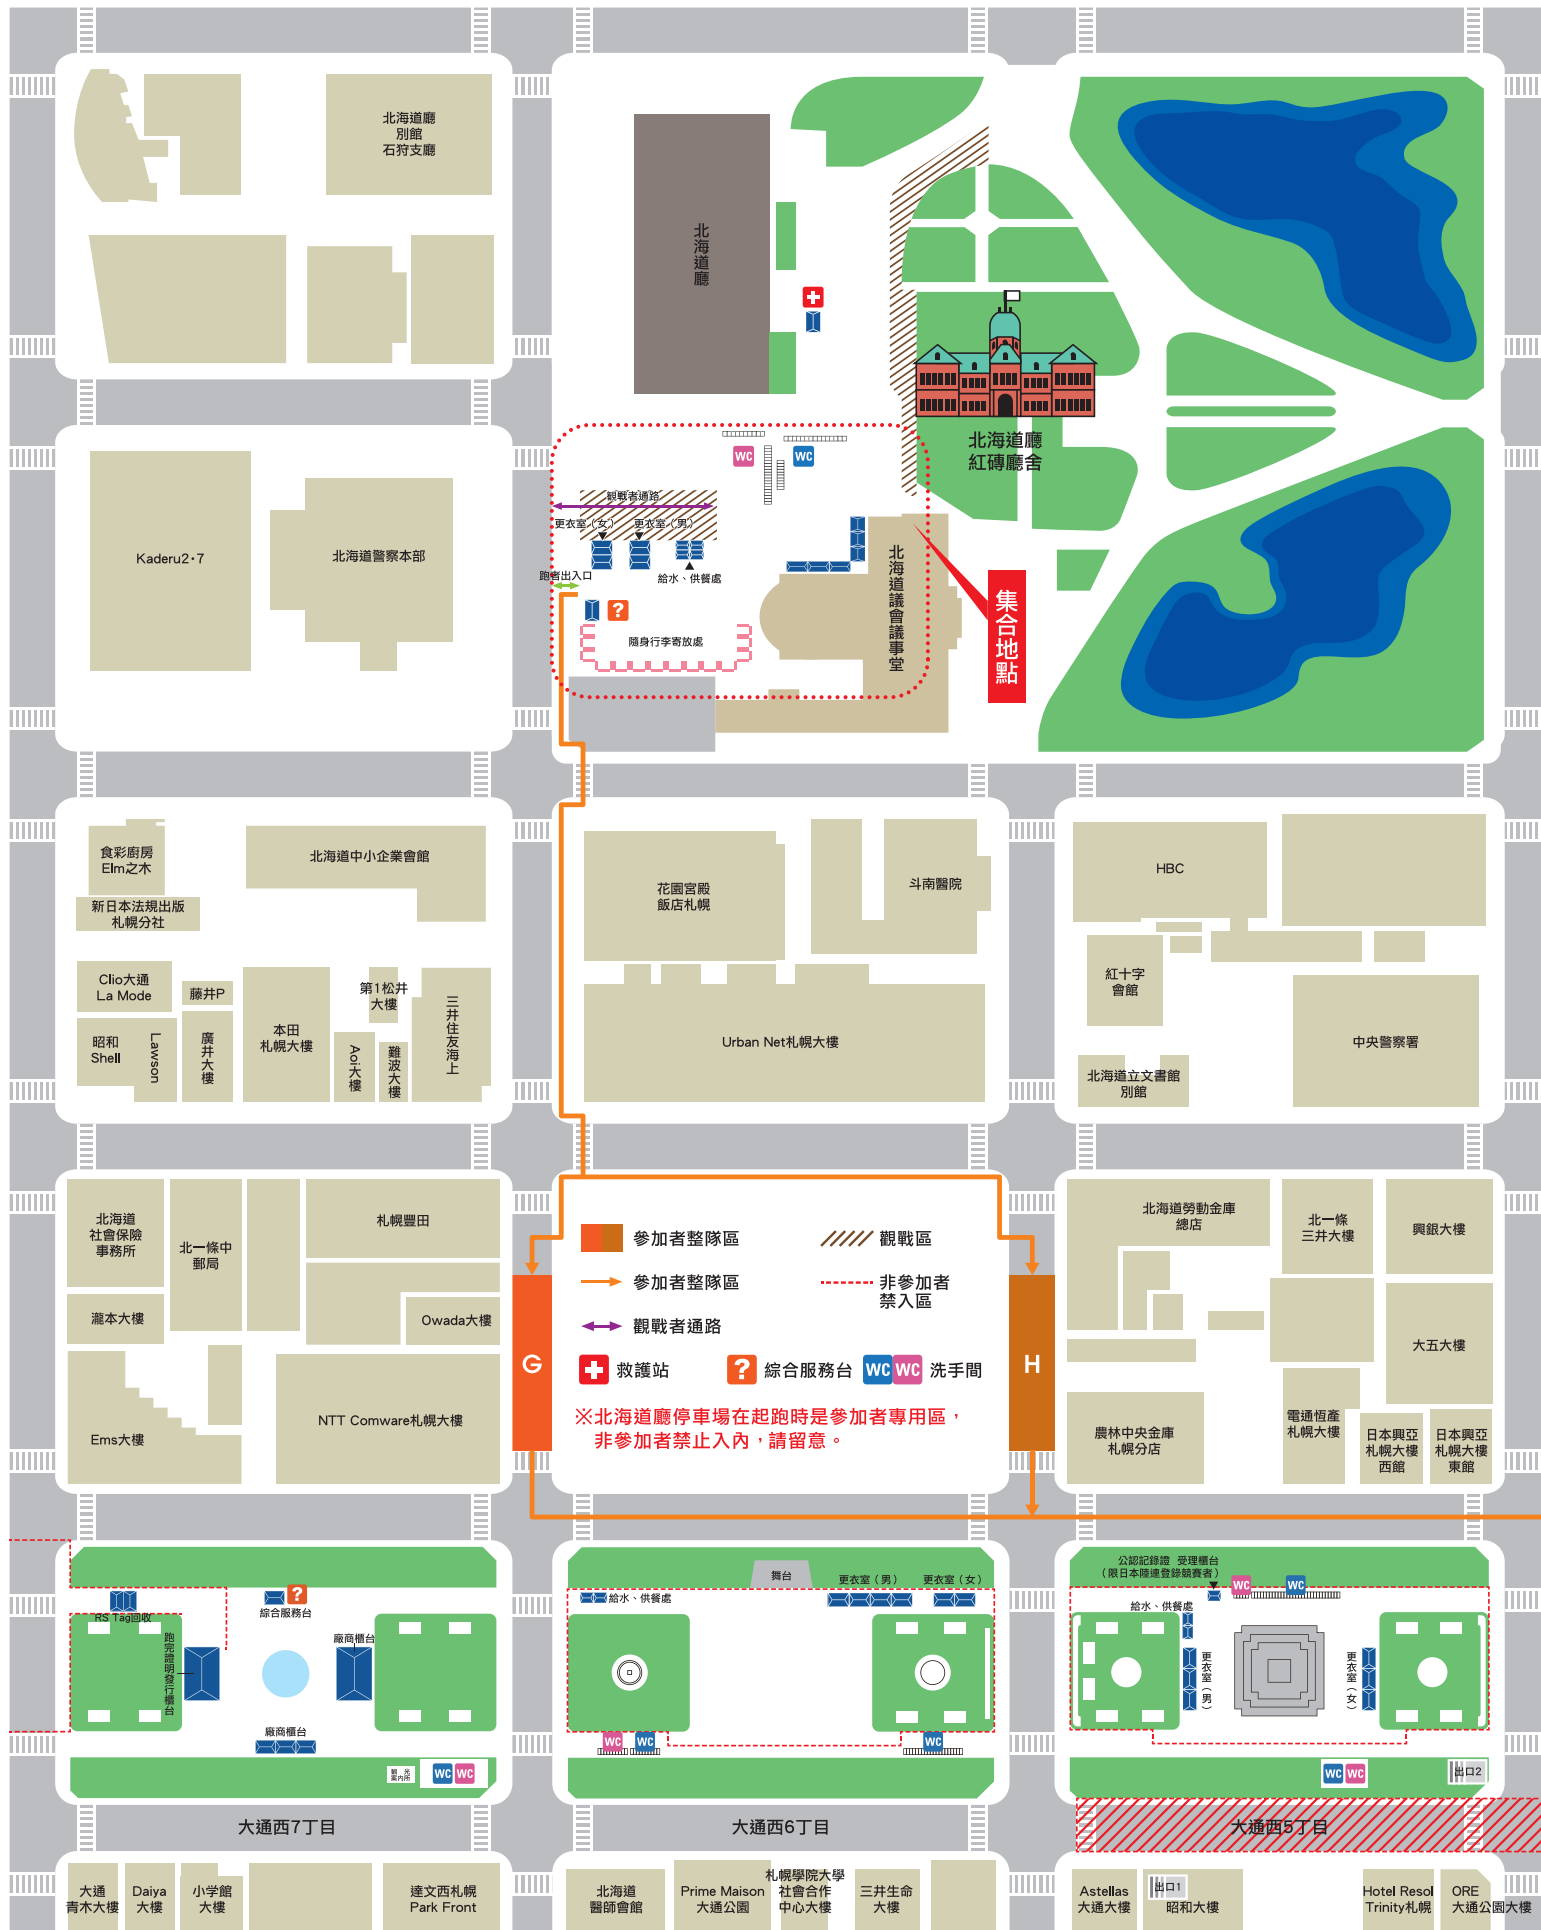 北海道廳
別館
石狩支廳
北海道廳
北海道廳
紅磚廳舍
WC
WC
觀戰者通路
更衣室（女）
更衣室（男）
跑者出入口
給水、供餐處
?
隨身行李寄放處
北海道議會議事堂
集合地點
Kaderu2・7
北海道警察本部
食彩廚房
Elm之木
新日本法規出版
札幌分社
北海道中小企業會館
Clio大通
La Mode
藤井P
昭和
Shell
Lawson
廣井大樓
本田
札幌大樓
第1松井
大樓
Aoi大樓
難波大樓
三井住友海上
花園宮殿
飯店札幌
斗南醫院
Urban Net札幌大樓
HBC
紅十字
會館
北海道立文書館
別館
中央警察署
北海道
社會保險
事務所
北一條中
郵局
札幌豐田
瀧本大樓
Owada大樓
Ems大樓
NTT Comware札幌大樓
G
參加者整隊區
觀戰區
參加者整隊區
非參加者
禁入區
觀戰者通路
救護站
?
綜合服務台
WC
WC
洗手間
※北海道廳停車場在起跑時是參加者專用區，
非參加者禁止入內，請留意。
H
北海道勞動金庫
總店
北一條
三井大樓
興銀大樓
大五大樓
農林中央金庫
札幌分店
電通恆產
札幌大樓
日本興亞
札幌大樓
西館
日本興亞
札幌大樓
東館
RS Tag回收
?
綜合服務台
跑完證明發行櫃台
廠商櫃台
廠商櫃台
觀光
案內所
WC
WC
大通西7丁目
舞台
給水、供餐處
更衣室（男）
更衣室（女）
WC
WC
WC
大通西6丁目
公認記錄證 受理櫃台
（限日本陸連登錄競賽者）
WC
WC
給水、供餐處
更衣室（男）
更衣室（女）
WC
WC
出口2
大通西5丁目
大通
青木大樓
Daiya
大樓
小学館
大樓
達文西札幌
Park Front
北海道
醫師會館
Prime Maison
大通公園
札幌學院大學
社會合作
中心大樓
三井生命
大樓
Astellas
大通大樓
出口1
昭和大樓
Hotel Resol
Trinity札幌
ORE
大通公園大樓